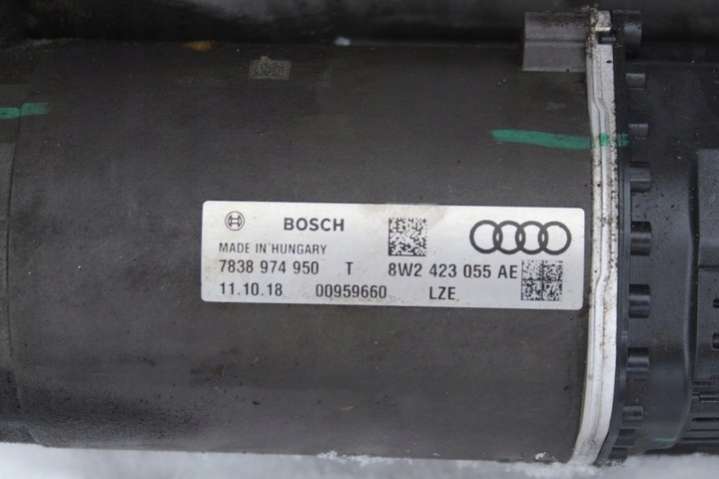 BOSCH
MADE IN HUNGARY
7838 974 950 T 8W2 423 055 AE
11.10.18 00959660 LZE